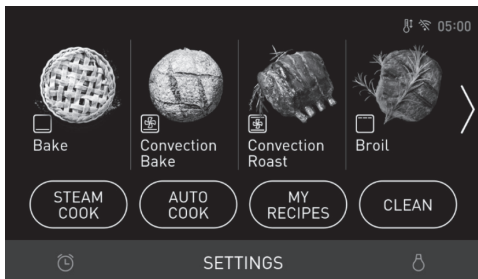 05:00
Bake
Convection
Bake
Convection
Roast
Broil
STEAM
COOK
AUTO
COOK
MY
RECIPES
CLEAN
SETTINGS